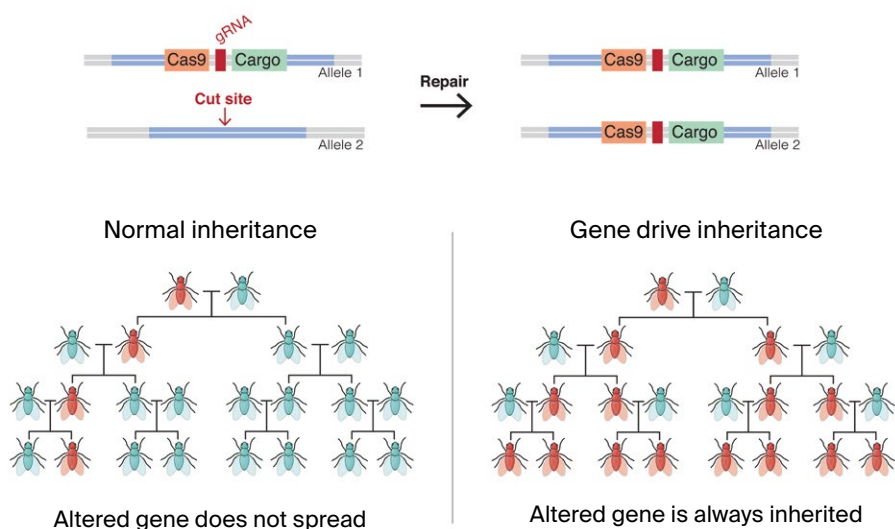 gRNA
Cas9 Cargo
Allele 1
Cut site
Allele 2
Repair
Cas9 Cargo
Allele 1
Cas9 Cargo
Allele 2
Normal inheritance
Gene drive inheritance
Altered gene does not spread
Altered gene is always inherited